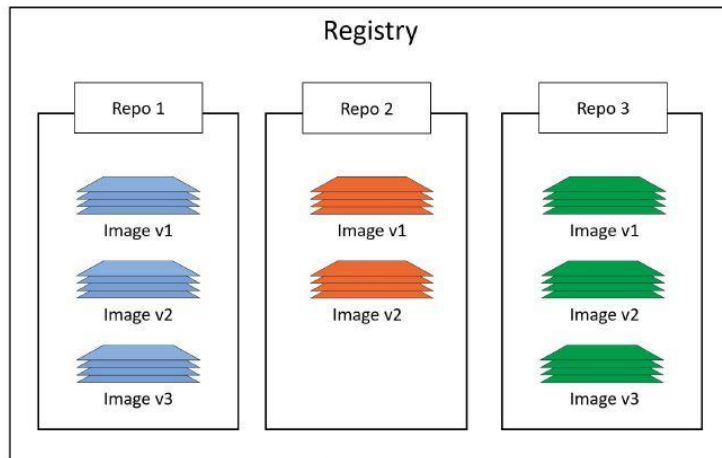 Registry
Repo 1
Image v1
Image v2
Image v3
Repo 2
Image v1
Image v2
Repo 3
Image v1
Image v2
Image v3